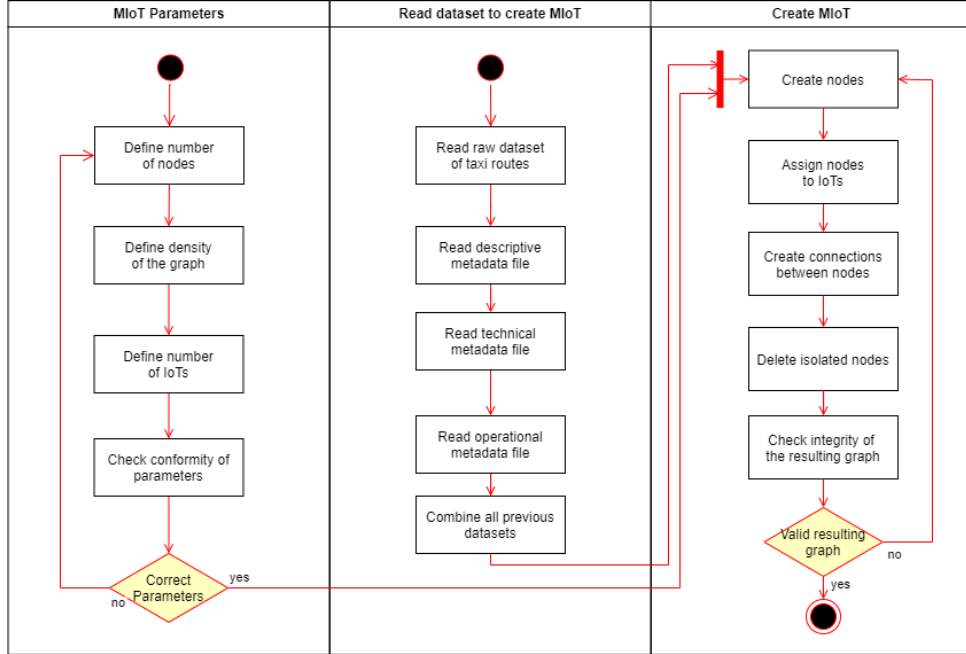 MIoT Parameters
Define number
of nodes
Define density
of the graph
Define number
of IoTs
Check conformity of
parameters
Correct
Parameters
no
yes
Read dataset to create MIoT
Read raw dataset
of taxi routes
Read descriptive
metadata file
Read technical
metadata file
Read operational
metadata file
Combine all previous
datasets
Create MIoT
Create nodes
Assign nodes
to IoTs
Create connections
between nodes
Delete isolated nodes
Check integrity of
the resulting graph
Valid resulting
graph
no
yes